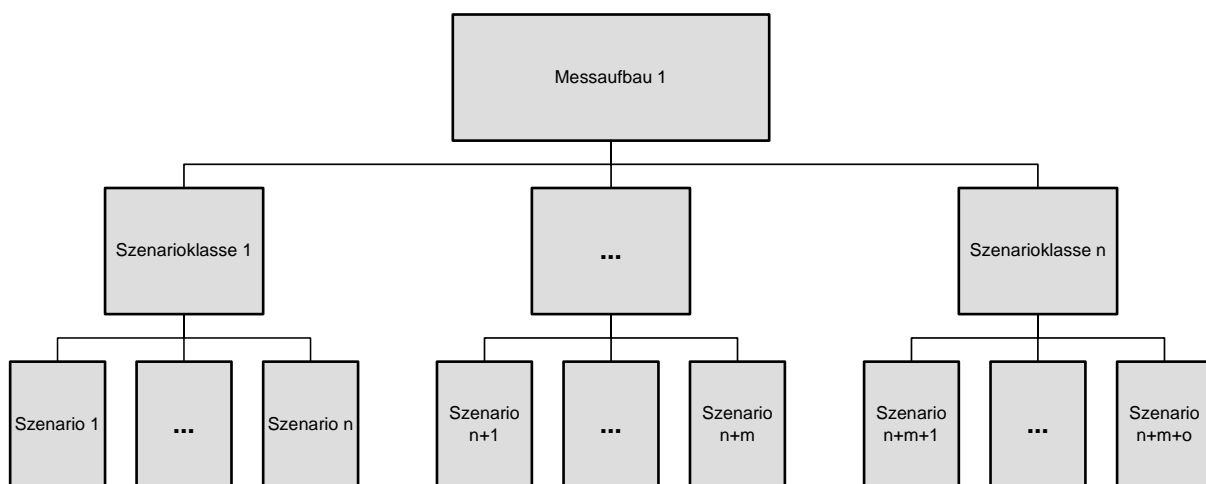 Messaufbau 1
Szenarioklasse 1
...
Szenarioklasse n
Szenario 1
...
Szenario n
Szenario
n+1
...
Szenario
n+m
Szenario
n+m+1
...
Szenario
n+m+o